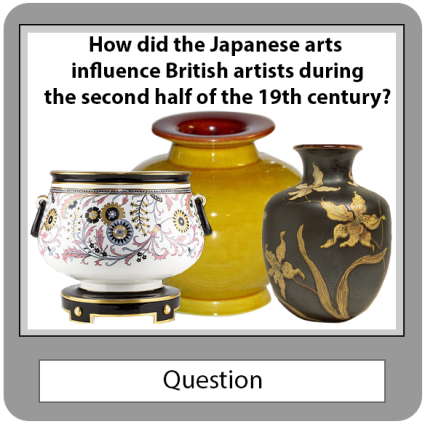 How did the Japanese arts
influence British artists during
the second half of the 19th century?
Question